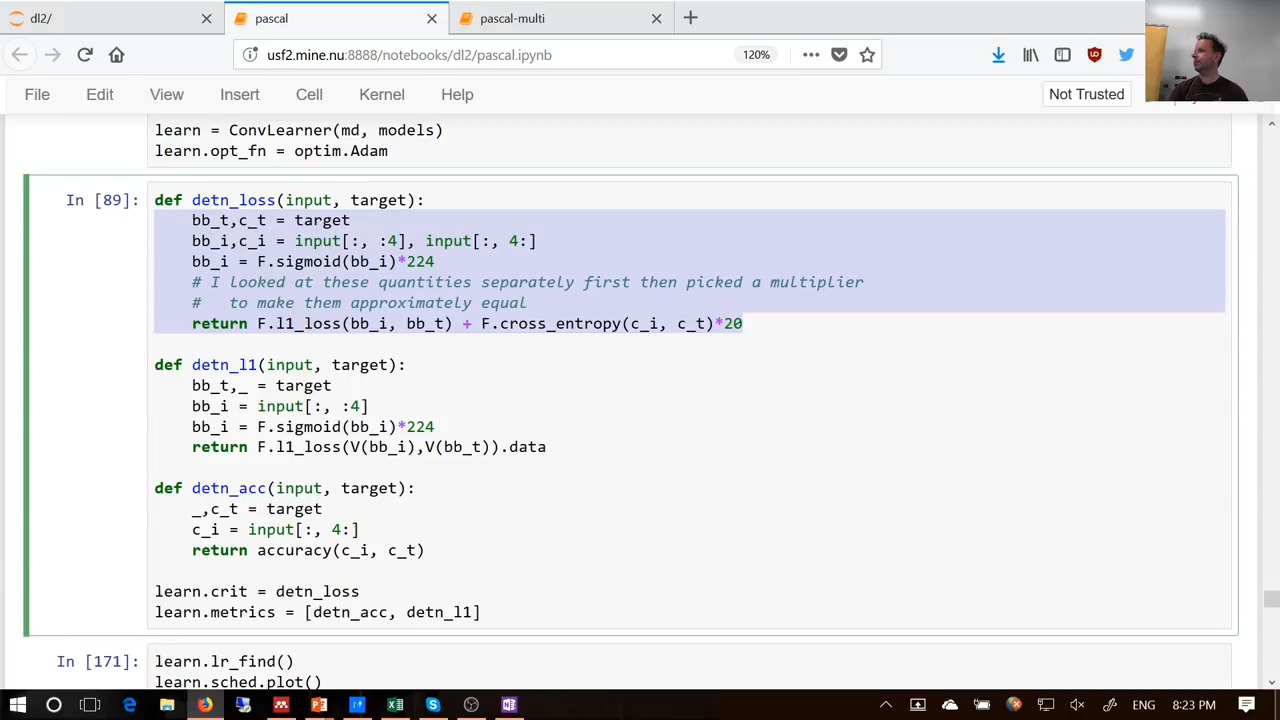 dl2/
pascal
pascal-multi
usf2.mine.nu:8888/notebooks/dl2/pascal.ipynb
120%
File Edit View Insert Cell Kernel Help
Not Trusted
learn = ConvLearner(md, models)
learn.opt_fn = optim.Adam
In [89]:
def detn_loss(input, target):
    bb_t,c_t = target
    bb_i,c_i = input[:, :4], input[:, 4:]
    bb_i = F.sigmoid(bb_i)*224
    # I looked at these quantities separately first then picked a multiplier
    #   to make them approximately equal
    return F.l1_loss(bb_i, bb_t) + F.cross_entropy(c_i, c_t)*20
def detn_l1(input, target):
    bb_t,_ = target
    bb_i = input[:, :4]
    bb_i = F.sigmoid(bb_i)*224
    return F.l1_loss(V(bb_i),V(bb_t)).data
def detn_acc(input, target):
    _,c_t = target
    c_i = input[:, 4:]
    return accuracy(c_i, c_t)
learn.crit = detn_loss
learn.metrics = [detn_acc, detn_l1]
In [171]:
learn.lr_find()
learn.sched.plot()
ENG 8:23 PM